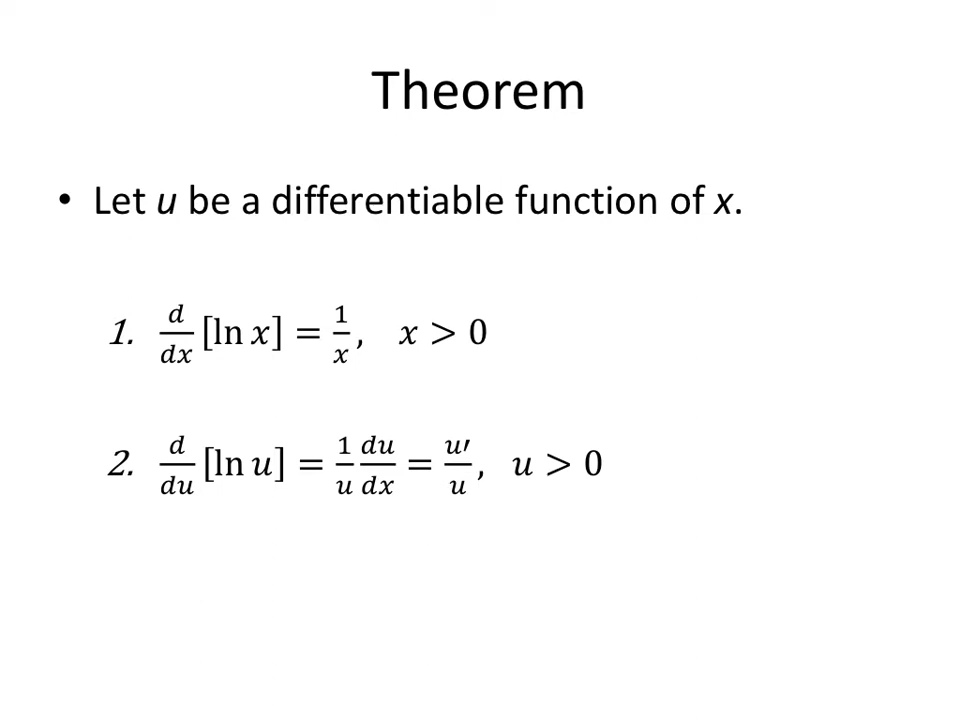 Theorem
• Let u be a differentiable function of x.
1. d/dx [ln x] = 1/x, x > 0
2. d/du [ln u] = 1/u du/dx = u′/u, u > 0